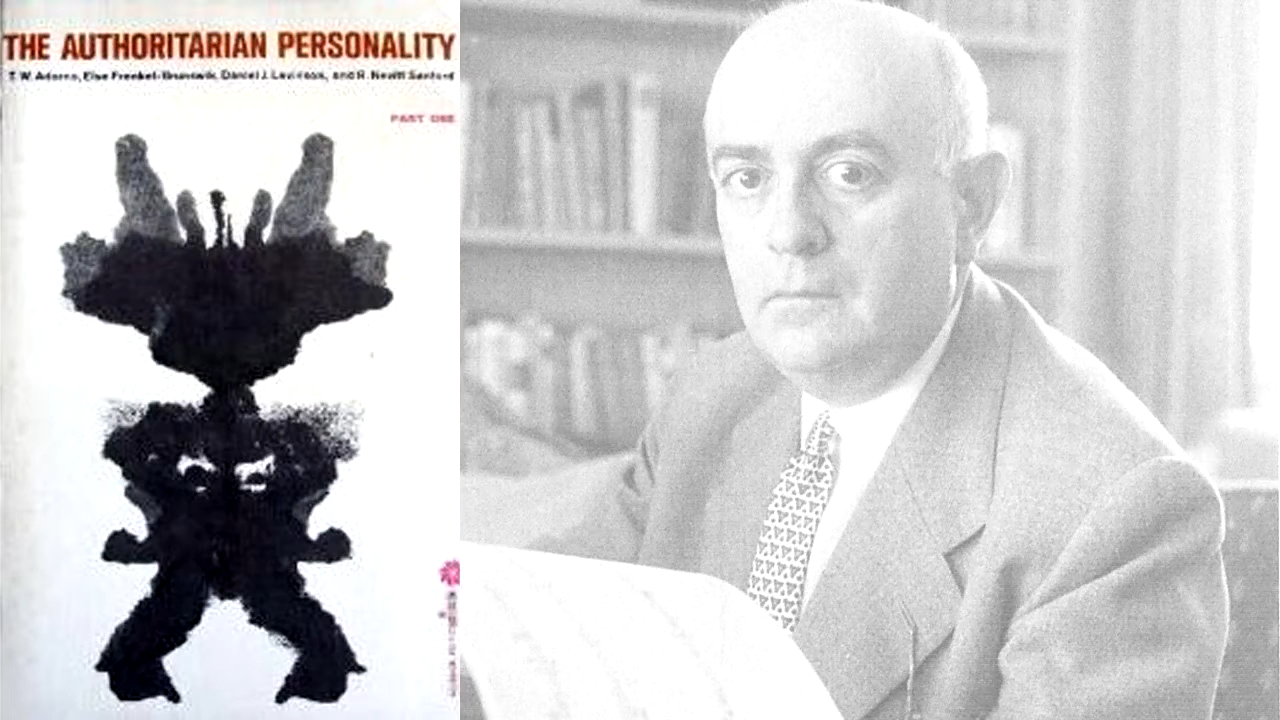 THE AUTHORITARIAN PERSONALITY
T. W. Adorno, Else Frenkel-Brunswik, Daniel J. Levinson, and R. Nevitt Sanford
PART ONE